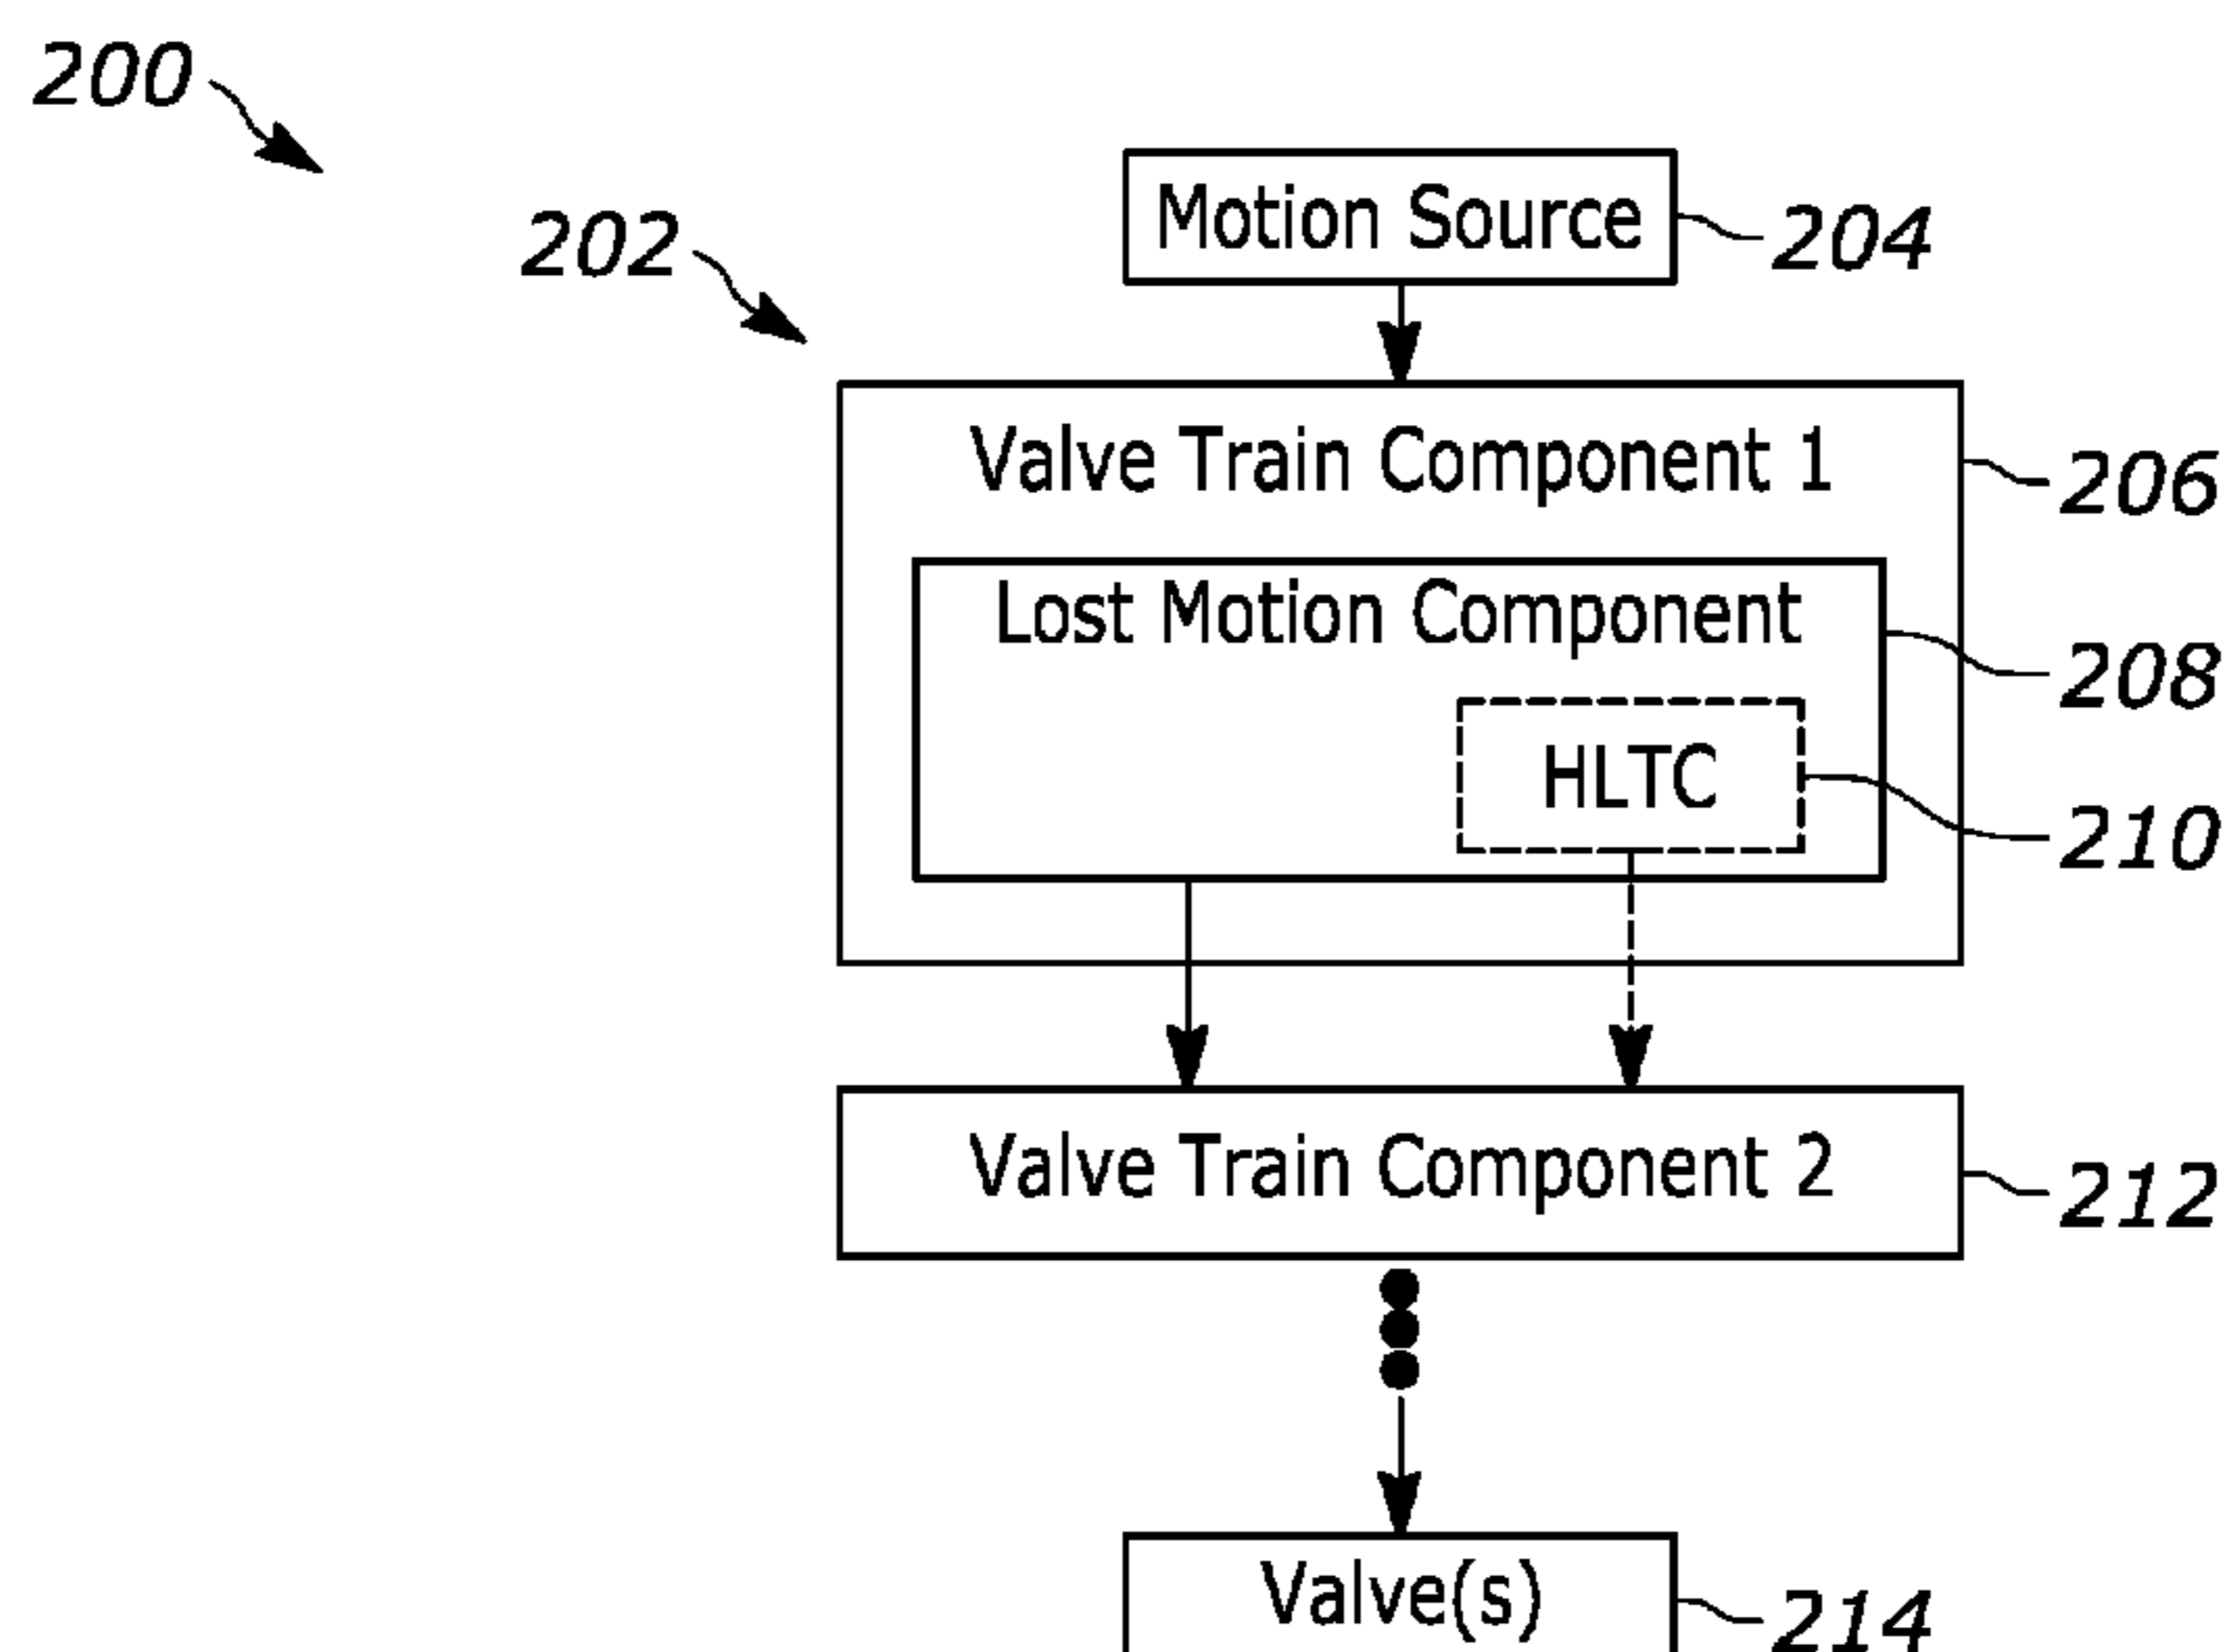 200
202
Motion Source
204
Valve Train Component 1
206
Lost Motion Component
208
HLTC
210
Valve Train Component 2
212
Valve(s)
214